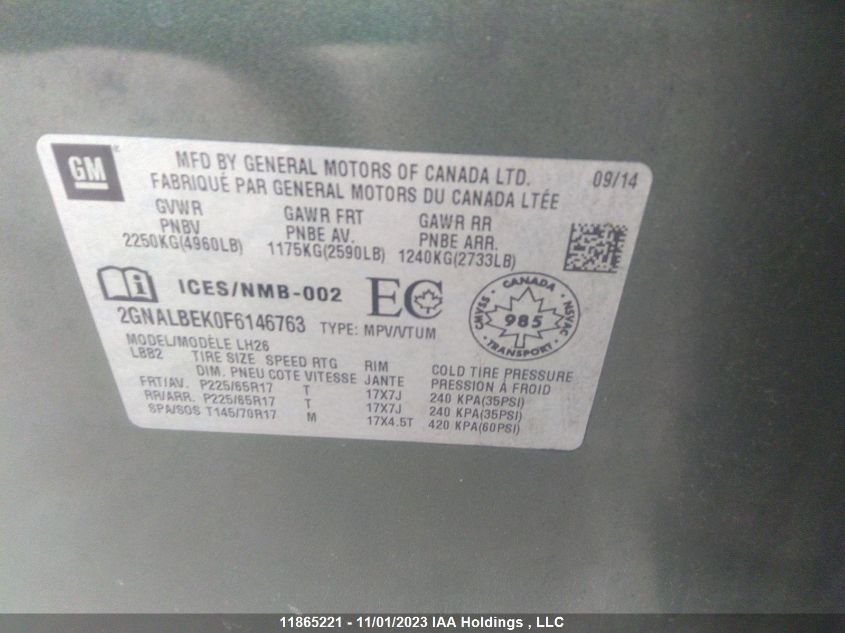 GM
MFD BY GENERAL MOTORS OF CANADA LTD. 09/14
FABRIQUÉ PAR GENERAL MOTORS DU CANADA LTÉE
GVWR GAWR FRT GAWR RR
PNBV PNBE AV. PNBE ARR.
2250KG(4960LB) 1175KG(2590LB) 1240KG(2733LB)
ICES/NMB-002 EC
CANADA
CMVSS 985 NSVAC
TRANSPORT
2GNALBEK0F6146763 TYPE: MPV/VTUM
MODEL/MODÈLE LH26
LBB2 TIRE SIZE SPEED RTG RIM COLD TIRE PRESSURE
DIM. PNEU COTE VITESSE JANTE PRESSION À FROID
FRT/AV. P225/65R17 T 17X7J 240 KPA(35PSI)
RR/ARR. P225/65R17 T 17X7J 240 KPA(35PSI)
SPA/SOS T145/70R17 M 17X4.5T 420 KPA(60PSI)
11865221 - 11/01/2023 IAA Holdings , LLC